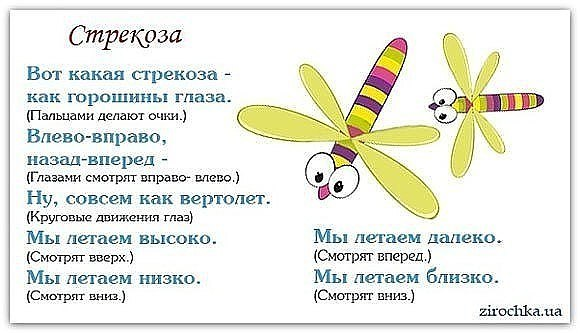 Стрекоза
Вот какая стрекоза -
как горошины глаза.
(Пальцами делают очки.)
Влево-вправо,
назад-вперед -
(Глазами смотрят вправо- влево.)
Ну, совсем как вертолет.
(Круговые движения глаз)
Мы летаем высоко.
(Смотрят вверх.)
Мы летаем низко.
(Смотрят вниз.)
Мы летаем далеко.
(Смотрят вперед.)
Мы летаем близко.
(Смотрят вниз.)
zirochka.ua